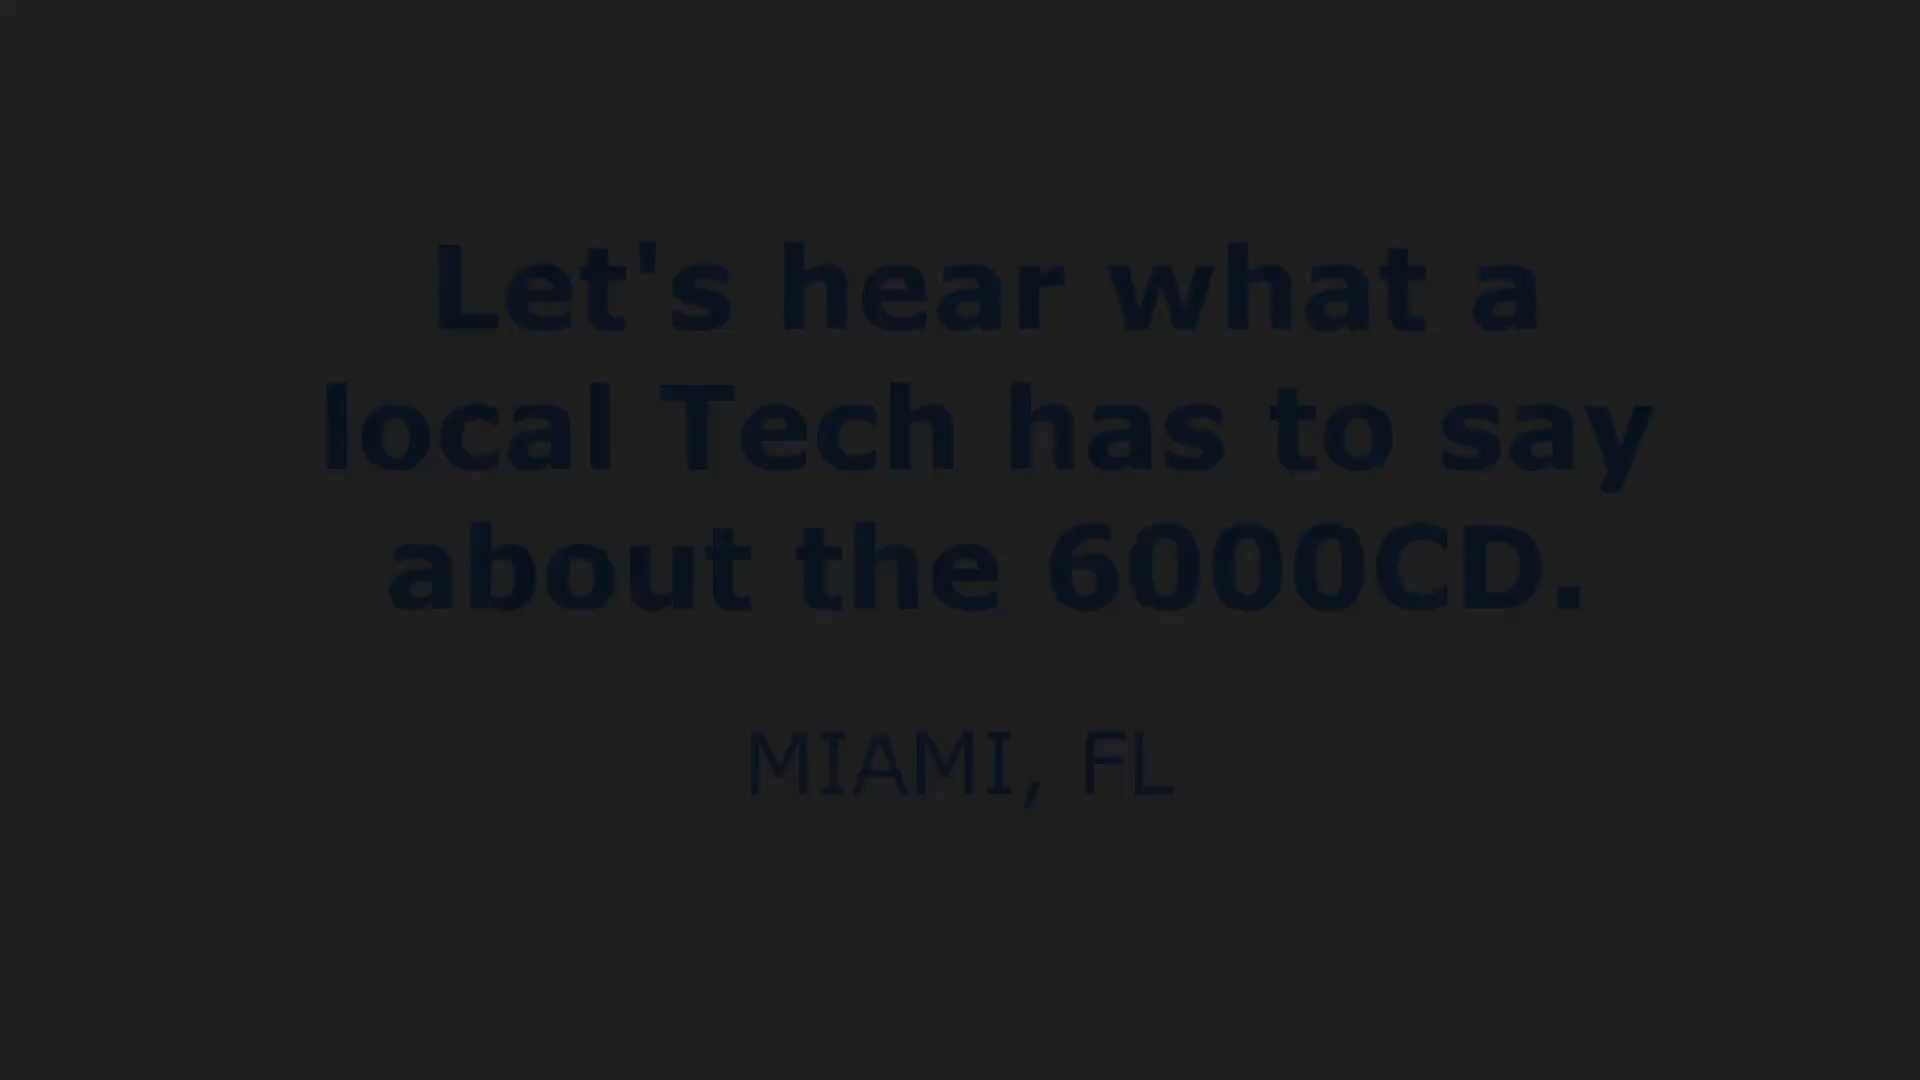 Let's hear what a
local Tech has to say
about the 6000CD.
MIAMI, FL